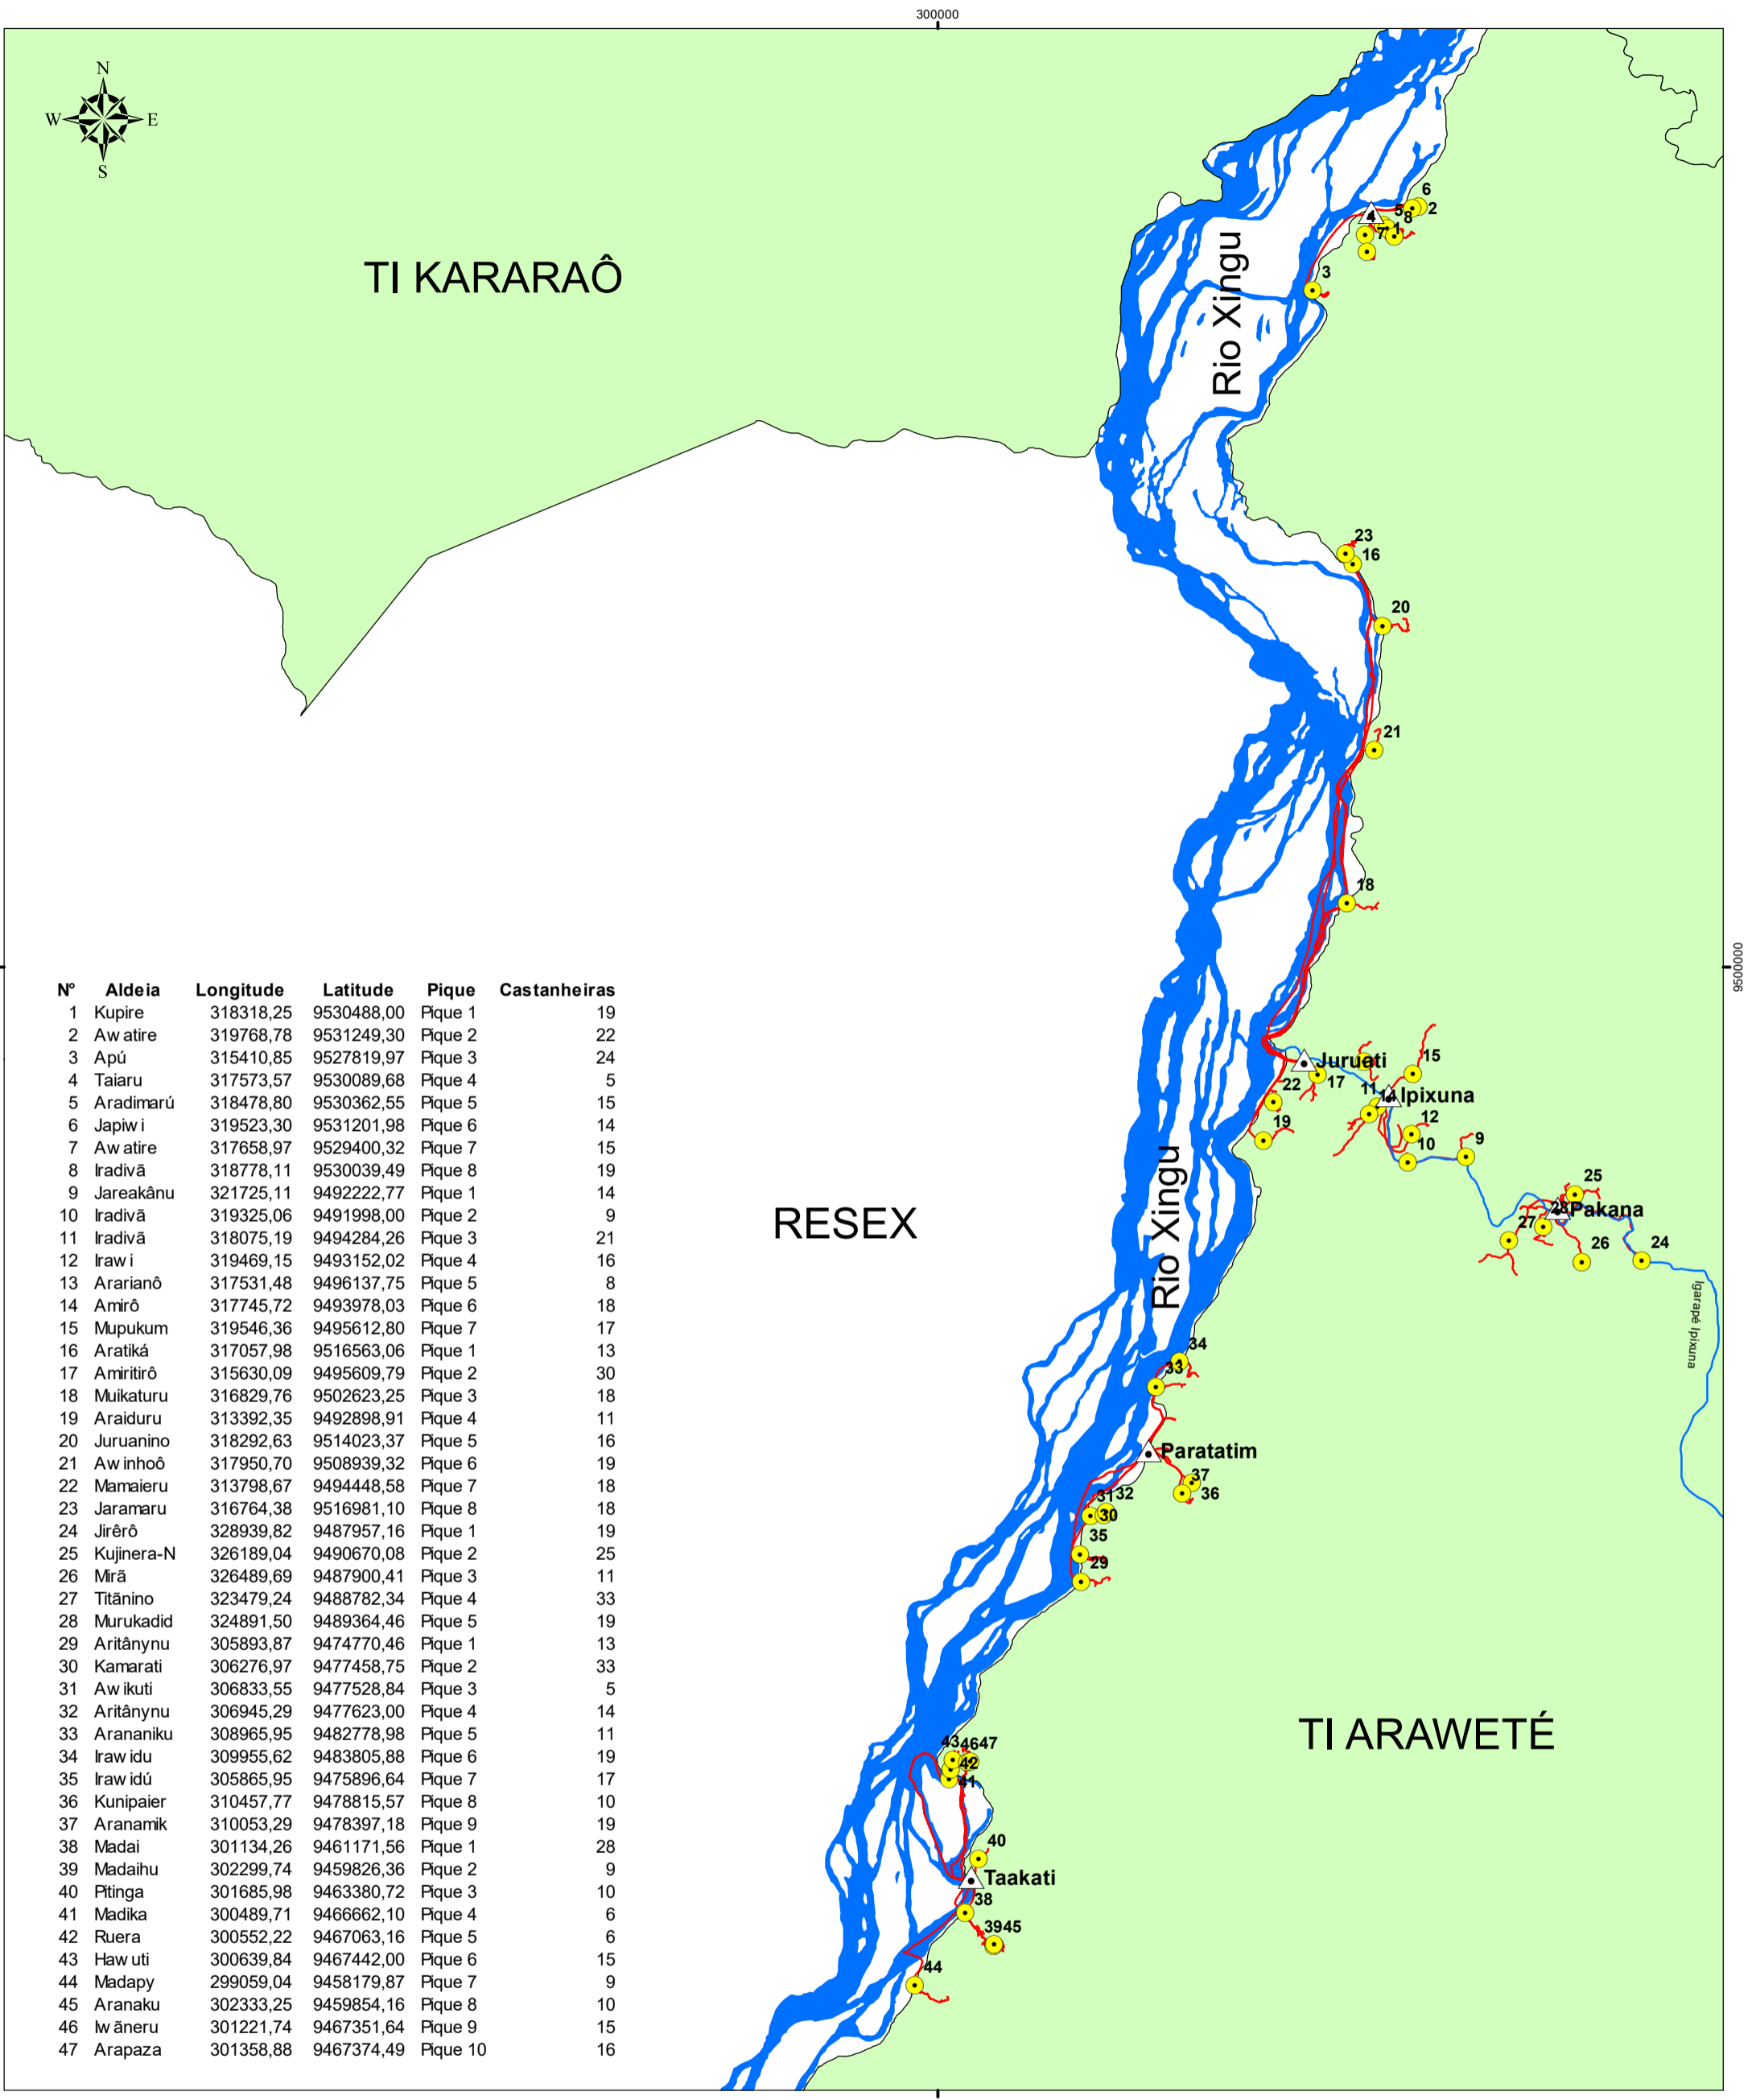 300000
N
W E
S
TI KARARAÔ
Rio Xingu
6
5 2
4 8
7 1
3
23
16
20
21
18
9500000
Nº Aldeia Longitude Latitude Pique Castanheiras
1 Kupire 318318,25 9530488,00 Pique 1 19
2 Awatire 319768,78 9531249,30 Pique 2 22
3 Apú 315410,85 9527819,97 Pique 3 24
4 Taiaru 317573,57 9530089,68 Pique 4 5
5 Aradimarú 318478,80 9530362,55 Pique 5 15
6 Japiwi 319523,30 9531201,98 Pique 6 14
7 Awatire 317658,97 9529400,32 Pique 7 15
8 Iradivã 318778,11 9530039,49 Pique 8 19
9 Jareakânu 321725,11 9492222,77 Pique 1 14
10 Iradivã 319325,06 9491998,00 Pique 2 9
11 Iradivã 318075,19 9494284,26 Pique 3 21
12 Irawi 319469,15 9493152,02 Pique 4 16
13 Ararianô 317531,48 9496137,75 Pique 5 8
14 Amirô 317745,72 9493978,03 Pique 6 18
15 Mupukum 319546,36 9495612,80 Pique 7 17
16 Aratiká 317057,98 9516563,06 Pique 1 13
17 Amiritirô 315630,09 9495609,79 Pique 2 30
18 Muikaturu 316829,76 9502623,25 Pique 3 18
19 Araiduru 313392,35 9492898,91 Pique 4 11
20 Juruanino 318292,63 9514023,37 Pique 5 16
21 Awinhoô 317950,70 9508939,32 Pique 6 19
22 Mamaieru 313798,67 9494448,58 Pique 7 18
23 Jaramaru 316764,38 9516981,10 Pique 8 18
24 Jirêrô 328939,82 9487957,16 Pique 1 19
25 Kujinera-N 326189,04 9490670,08 Pique 2 25
26 Mirã 326489,69 9487900,41 Pique 3 11
27 Titãnino 323479,24 9488782,34 Pique 4 33
28 Murukadid 324891,50 9489364,46 Pique 5 19
29 Aritânynu 305893,87 9474770,46 Pique 1 13
30 Kamarati 306276,97 9477458,75 Pique 2 33
31 Awikuti 306833,55 9477528,84 Pique 3 5
32 Aritânynu 306945,29 9477623,00 Pique 4 14
33 Arananiku 308965,95 9482778,98 Pique 5 11
34 Irawidu 309955,62 9483805,88 Pique 6 19
35 Irawidú 305865,95 9475896,64 Pique 7 17
36 Kunipaier 310457,77 9478815,57 Pique 8 10
37 Aranamik 310053,29 9478397,18 Pique 9 19
38 Madai 301134,26 9461171,56 Pique 1 28
39 Madaihu 302299,74 9459826,36 Pique 2 9
40 Pitinga 301685,98 9463380,72 Pique 3 10
41 Madika 300489,71 9466662,10 Pique 4 6
42 Ruera 300552,22 9467063,16 Pique 5 6
43 Hawuti 300639,84 9467442,00 Pique 6 15
44 Madapy 299059,04 9458179,87 Pique 7 9
45 Aranaku 302333,25 9459854,16 Pique 8 10
46 Iwãneru 301221,74 9467351,64 Pique 9 15
47 Arapaza 301358,88 9467374,49 Pique 10 16
Juruati
15
17
22
11
14
Ipixuna
19
12
10
9
Rio Xingu
RESEX
25
28
Pakana
27
26
24
Igarapé Ipixuna
34
33
Paratatim
37
36
31 32
30
35
29
TI ARAWETÉ
43 46 47
42
41
40
Taakati
38
39 45
44